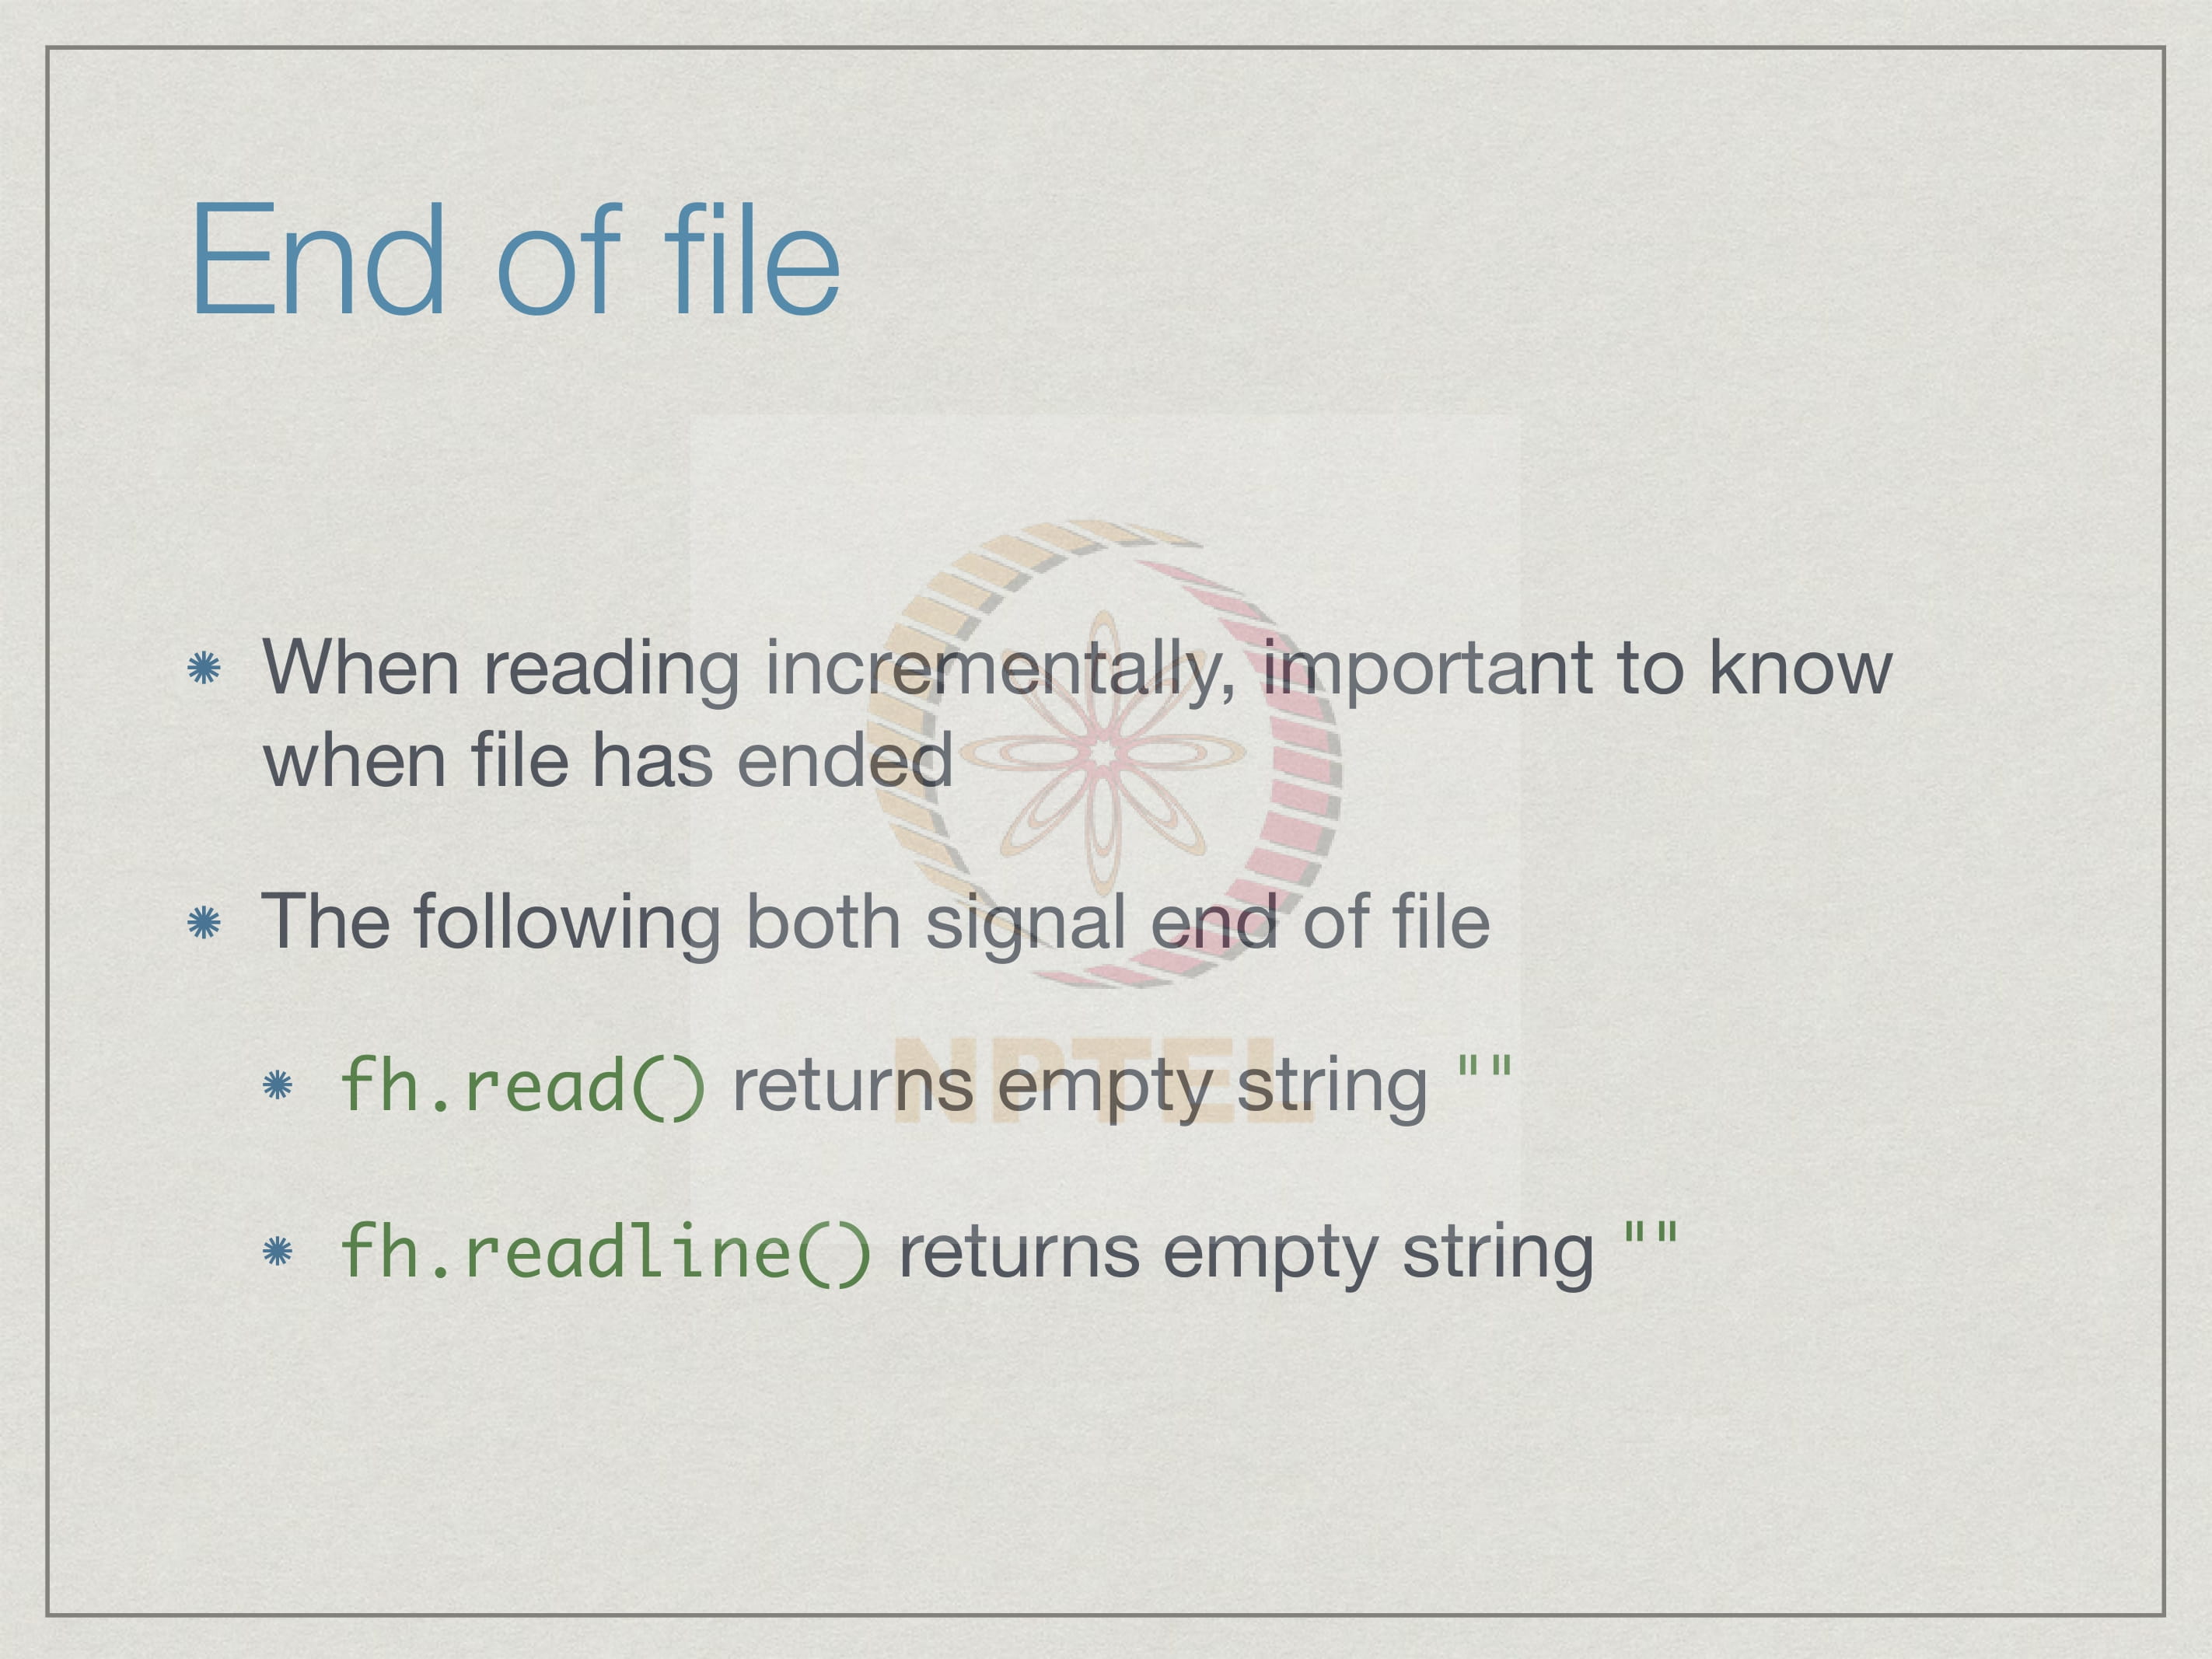 End of file
When reading incrementally, important to know
when file has ended
The following both signal end of file
fh.read() returns empty string ""
NPTEL
fh.readline() returns empty string ""